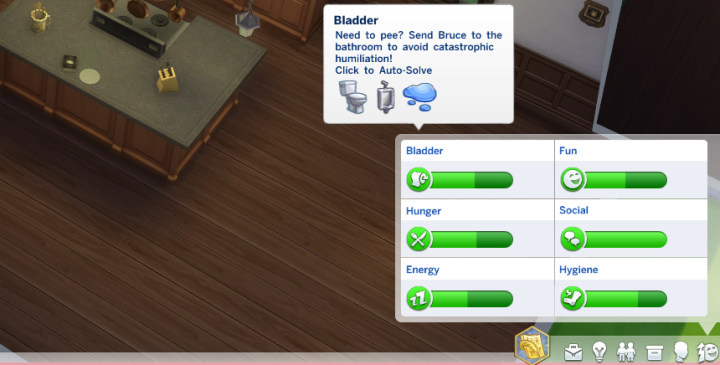 Bladder
Need to pee? Send Bruce to the
bathroom to avoid catastrophic
humiliation!
Click to Auto-Solve
Bladder
Fun
Hunger
Social
Energy
Hygiene